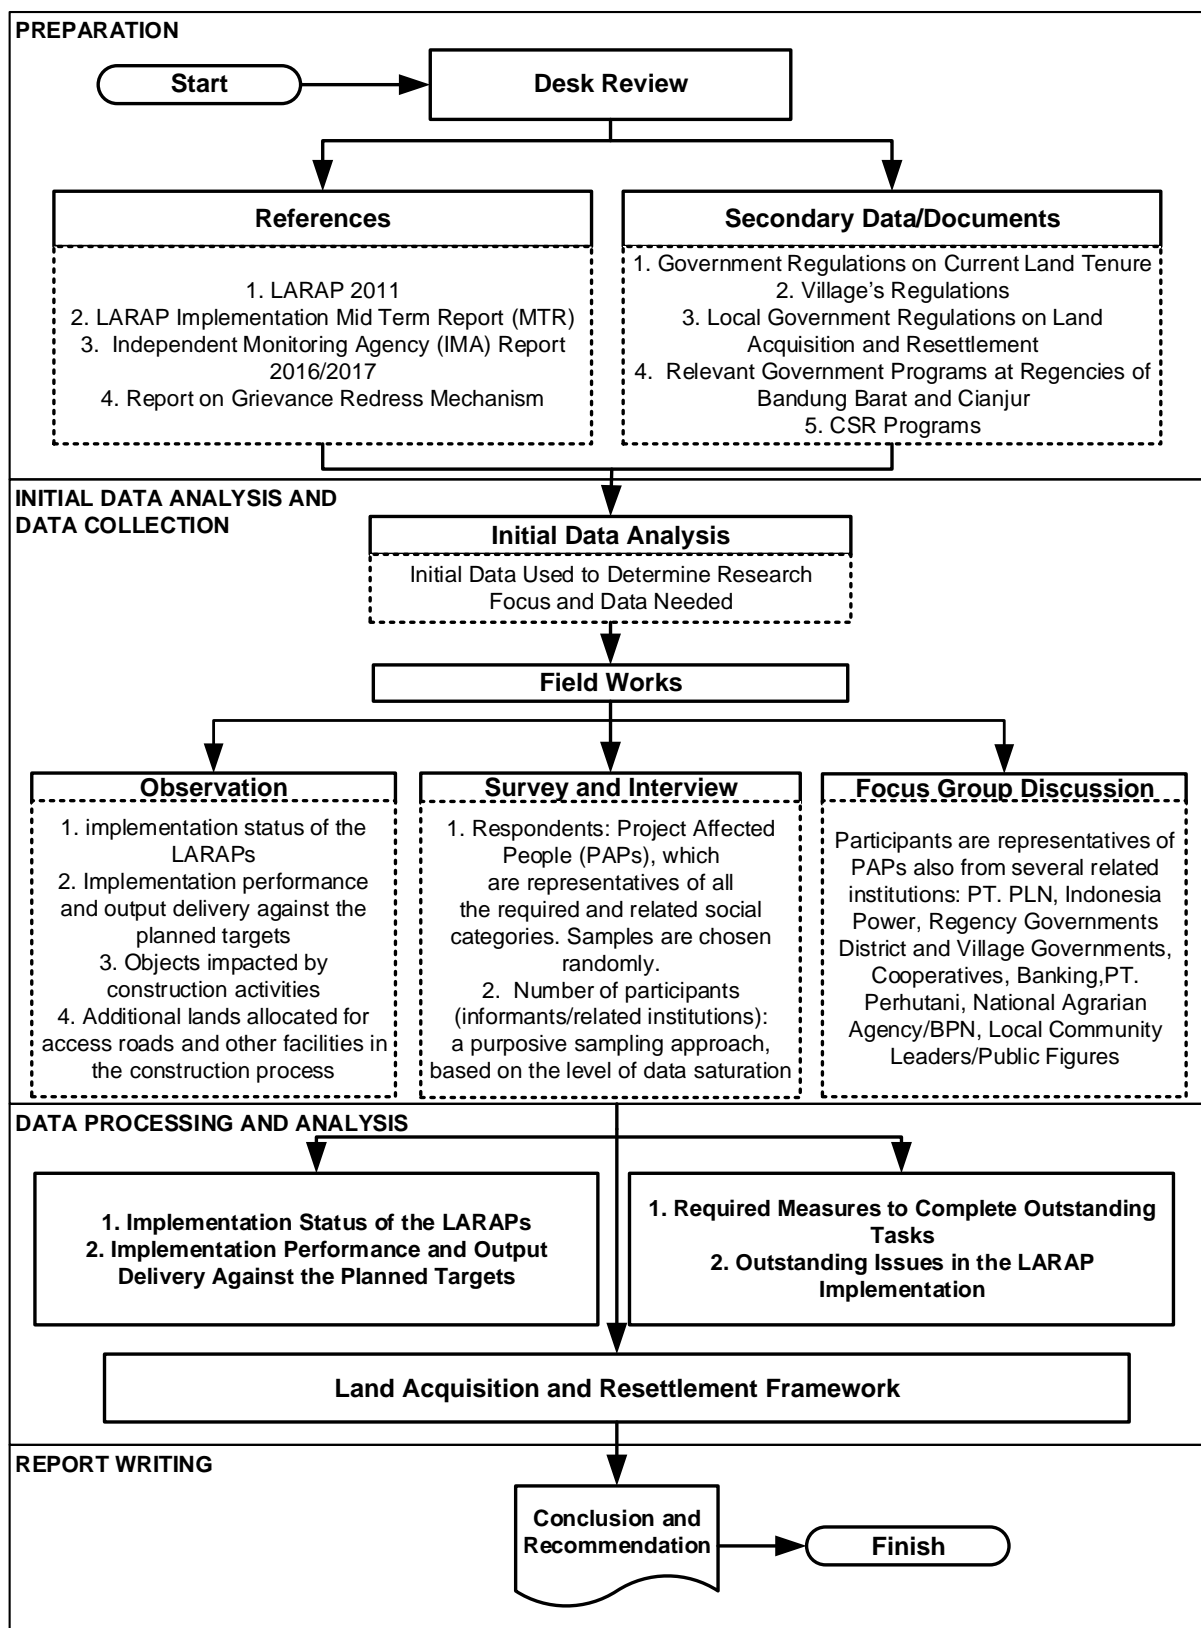 PREPARATION
Start
Desk Review
References
1. LARAP 2011
2. LARAP Implementation Mid Term Report (MTR)
3. Independent Monitoring Agency (IMA) Report
2016/2017
4. Report on Grievance Redress Mechanism
Secondary Data/Documents
1. Government Regulations on Current Land Tenure
2. Village's Regulations
3. Local Government Regulations on Land
Acquisition and Resettlement
4. Relevant Government Programs at Regencies of
Bandung Barat and Cianjur
5. CSR Programs
INITIAL DATA ANALYSIS AND
DATA COLLECTION
Initial Data Analysis
Initial Data Used to Determine Research
Focus and Data Needed
Field Works
Observation
1. implementation status of the
LARAPs
2. Implementation performance
and output delivery against the
planned targets
3. Objects impacted by
construction activities
4. Additional lands allocated for
access roads and other facilities in
the construction process
Survey and Interview
1. Respondents: Project Affected
People (PAPs), which
are representatives of all
the required and related social
categories. Samples are chosen
randomly.
2. Number of participants
(informants/related institutions):
a purposive sampling approach,
based on the level of data saturation
Focus Group Discussion
Participants are representatives of
PAPs also from several related
institutions: PT. PLN, Indonesia
Power, Regency Governments
District and Village Governments,
Cooperatives, Banking,PT.
Perhutani, National Agrarian
Agency/BPN, Local Community
Leaders/Public Figures
DATA PROCESSING AND ANALYSIS
1. Implementation Status of the LARAPs
2. Implementation Performance and Output
Delivery Against the Planned Targets
1. Required Measures to Complete Outstanding
Tasks
2. Outstanding Issues in the LARAP
Implementation
Land Acquisition and Resettlement Framework
REPORT WRITING
Conclusion and
Recommendation
Finish